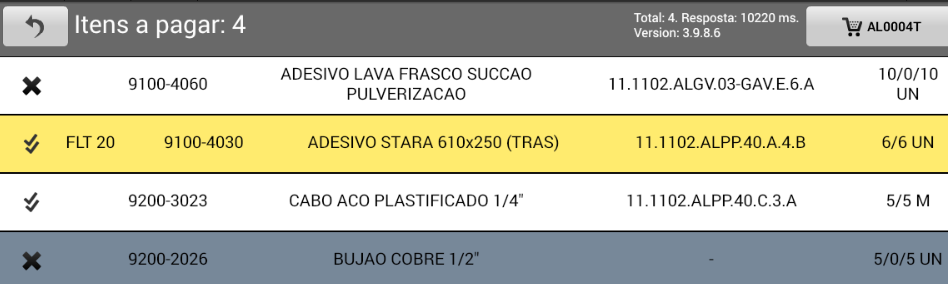 Itens a pagar: 4
Total: 4. Resposta: 10220 ms.
Version: 3.9.8.6
AL0004T
9100-4060 ADESIVO LAVA FRASCO SUCCAO PULVERIZACAO 11.1102.ALGV.03-GAV.E.6.A 10/0/10 UN
FLT 20 9100-4030 ADESIVO STARA 610x250 (TRAS) 11.1102.ALPP.40.A.4.B 6/6 UN
9200-3023 CABO ACO PLASTIFICADO 1/4" 11.1102.ALPP.40.C.3.A 5/5 M
9200-2026 BUJAO COBRE 1/2" - 5/0/5 UN